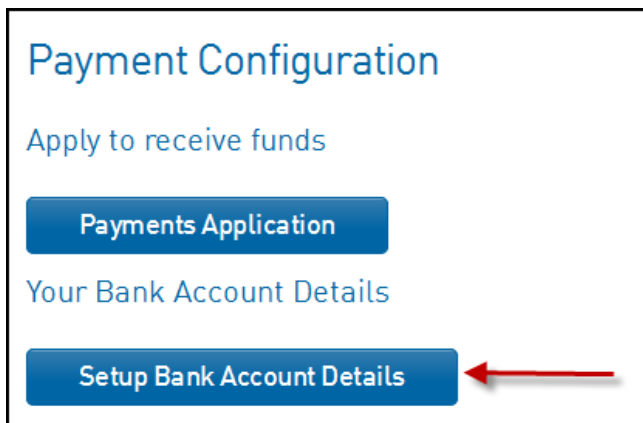 Payment Configuration
Apply to receive funds
Payments Application
Your Bank Account Details
Setup Bank Account Details